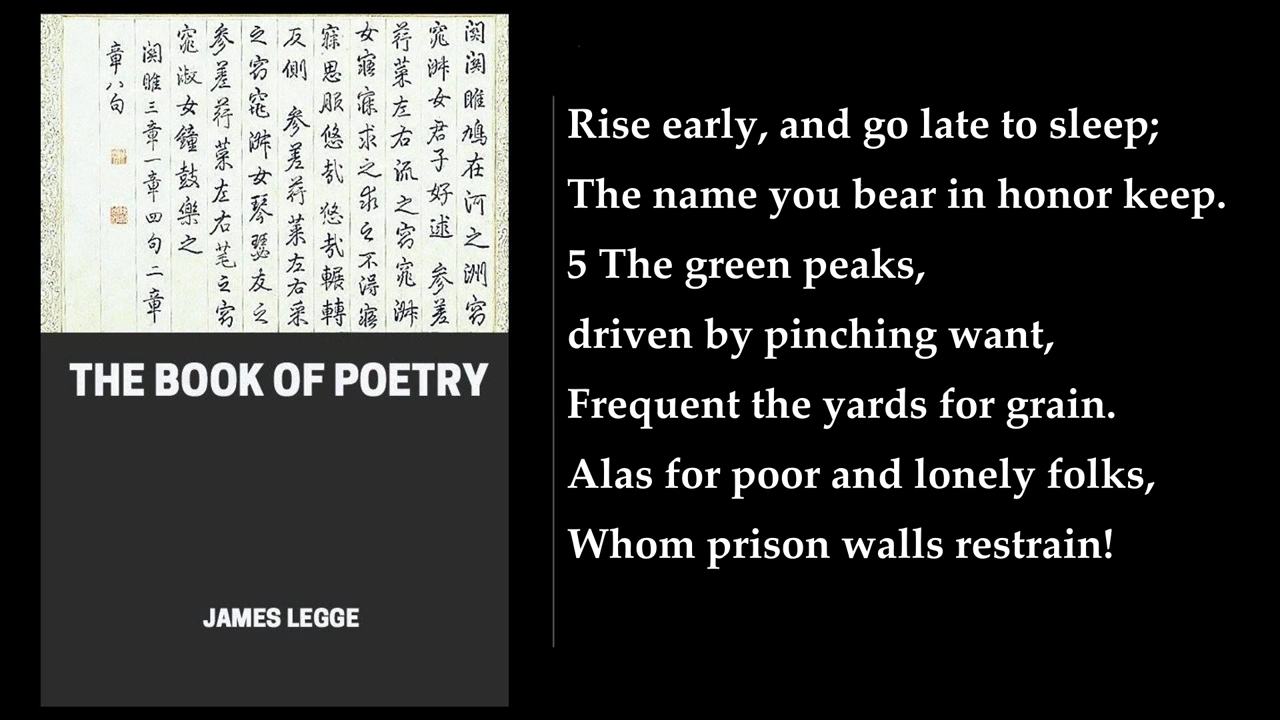 關關雎鳩在河之洲窈
窕淑女君子好逑 參差
荇菜左右流之窈窕淑
女寤寐求之求之不得寤
寐思服悠哉悠哉輾轉
反側 參差荇菜左右采
之窈窕淑女琴瑟友之
參差荇菜左右芼之窈
窕淑女鐘鼓樂之
關雎三章一章四句二章
章八句
THE BOOK OF POETRY
JAMES LEGGE
Rise early, and go late to sleep;
The name you bear in honor keep.
5 The green peaks,
driven by pinching want,
Frequent the yards for grain.
Alas for poor and lonely folks,
Whom prison walls restrain!